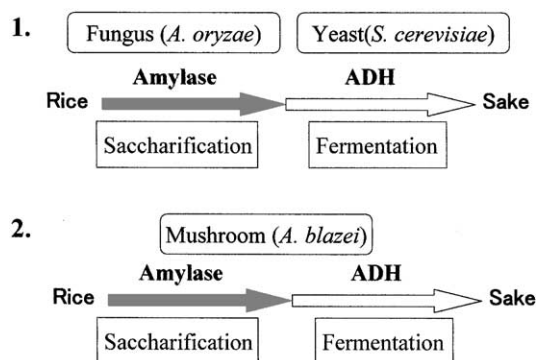 1. Fungus (A. oryzae) Yeast(S. cerevisiae)
Amylase ADH
Rice Sake
Saccharification Fermentation
2. Mushroom (A. blazei)
Amylase ADH
Rice Sake
Saccharification Fermentation